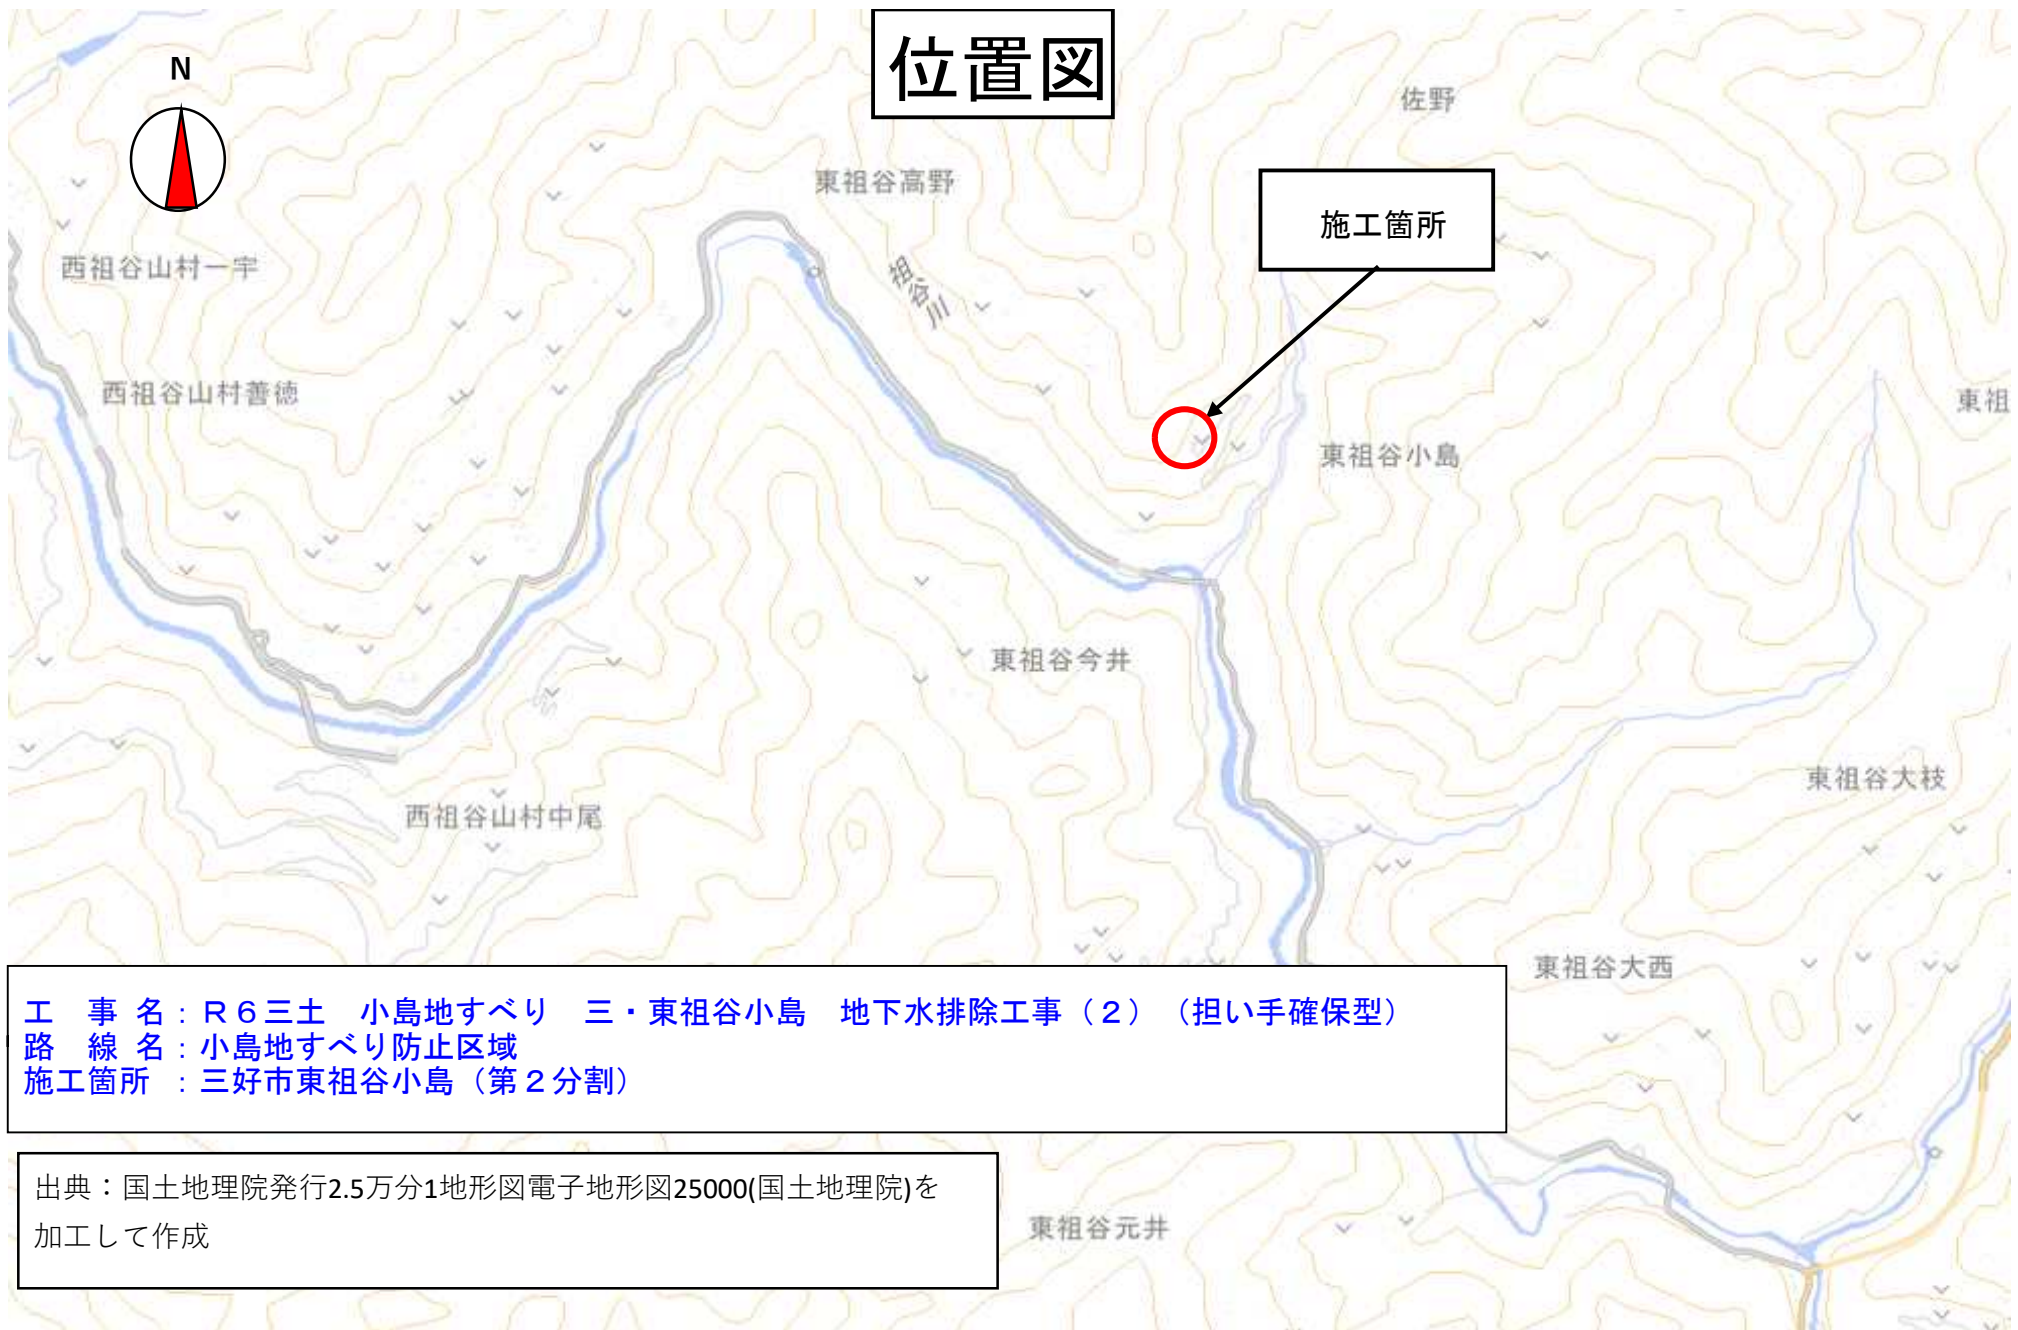 位置図
N
佐野
東祖谷高野
施工箇所
西祖谷山村一宇
祖谷川
西祖谷山村善徳
東祖
東祖谷小島
東祖谷今井
東祖谷大枝
西祖谷山村中尾
東祖谷大西
工　事　名：Ｒ６三土　小島地すべり　三・東祖谷小島　地下水排除工事（２）（担い手確保型）
路　線　名：小島地すべり防止区域
施工箇所　：三好市東祖谷小島（第２分割）
出典：国土地理院発行2.5万分1地形図電子地形図25000(国土地理院)を
加工して作成
東祖谷元井